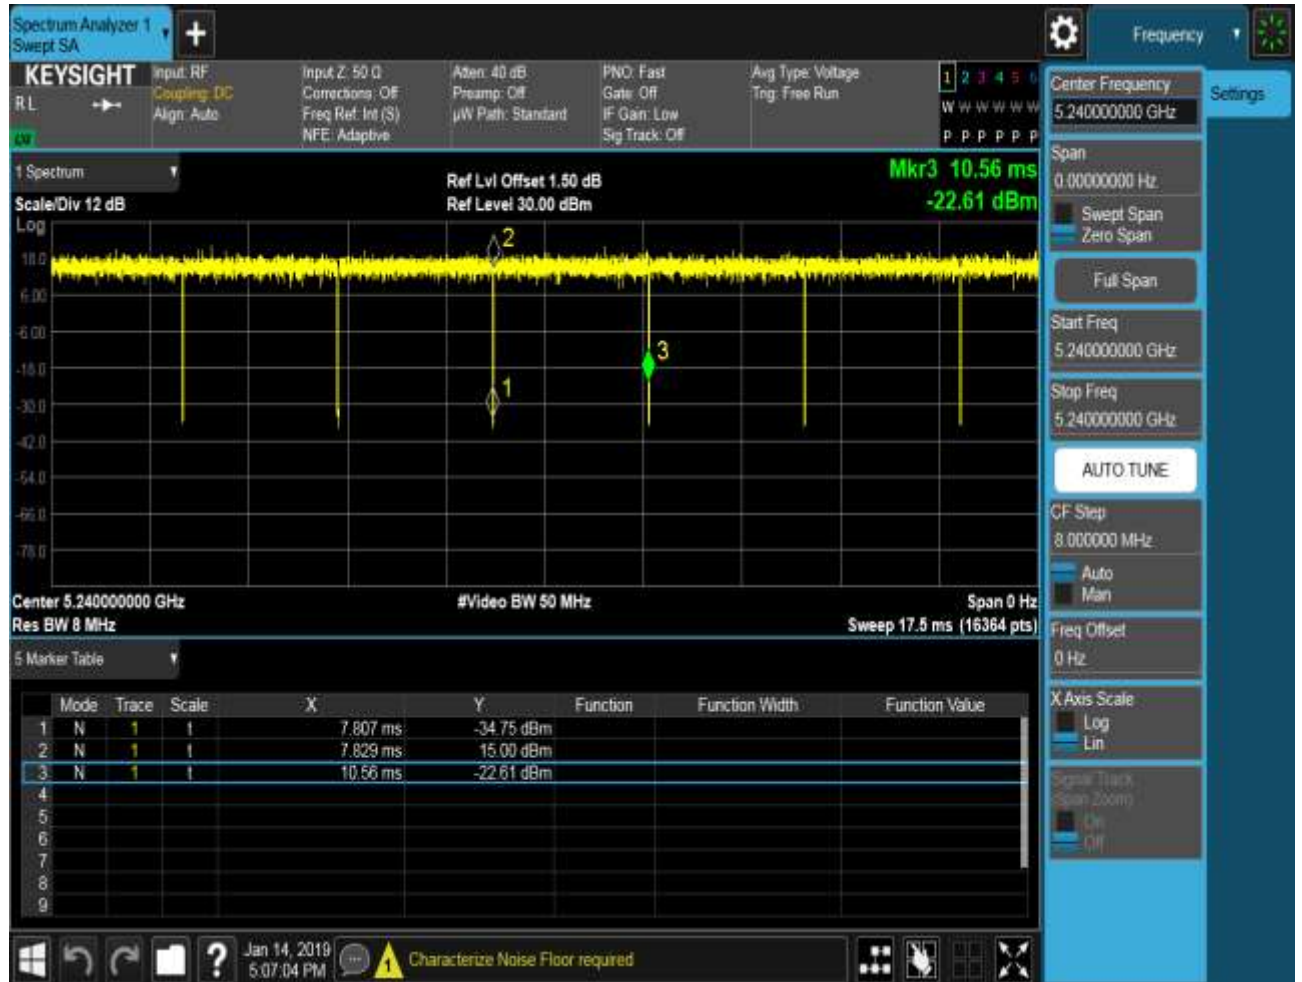 Spectrum Analyzer 1
Swept SA
Frequency
KEYSIGHT
Input: RF
Input Z: 50 Ω
Atten: 40 dB
PNO: Fast
Avg Type: Voltage
1 2 3 4 5 6
RL
Coupling: DC
Corrections: Off
Preamp: Off
Gate: Off
Trig: Free Run
W W W W W W
Align: Auto
Freq Ref: Int (S)
µW Path: Standard
IF Gain: Low
NFE: Adaptive
Sig Track: Off
P P P P P P
1 Spectrum
Ref Lvl Offset 1.50 dB
Mkr3 10.56 ms
Scale/Div 12 dB
Ref Level 30.00 dBm
-22.61 dBm
Log
18.0
6.00
-6.00
-18.0
-30.0
-42.0
-54.0
-66.0
-78.0
2
3
1
Center 5.240000000 GHz
#Video BW 50 MHz
Span 0 Hz
Res BW 8 MHz
Sweep 17.5 ms (16364 pts)
5 Marker Table
Mode Trace Scale X Y Function Function Width Function Value
1 N 1 t 7.807 ms -34.75 dBm
2 N 1 t 7.829 ms 15.00 dBm
3 N 1 t 10.56 ms -22.61 dBm
4
5
6
7
8
9
Jan 14, 2019
5:07:04 PM
Characterize Noise Floor required
Center Frequency
5.240000000 GHz
Settings
Span
0.00000000 Hz
Swept Span
Zero Span
Full Span
Start Freq
5.240000000 GHz
Stop Freq
5.240000000 GHz
AUTO TUNE
CF Step
8.000000 MHz
Auto
Man
Freq Offset
0 Hz
X Axis Scale
Log
Lin
Signal Track
(Span Zoom)
On
Off